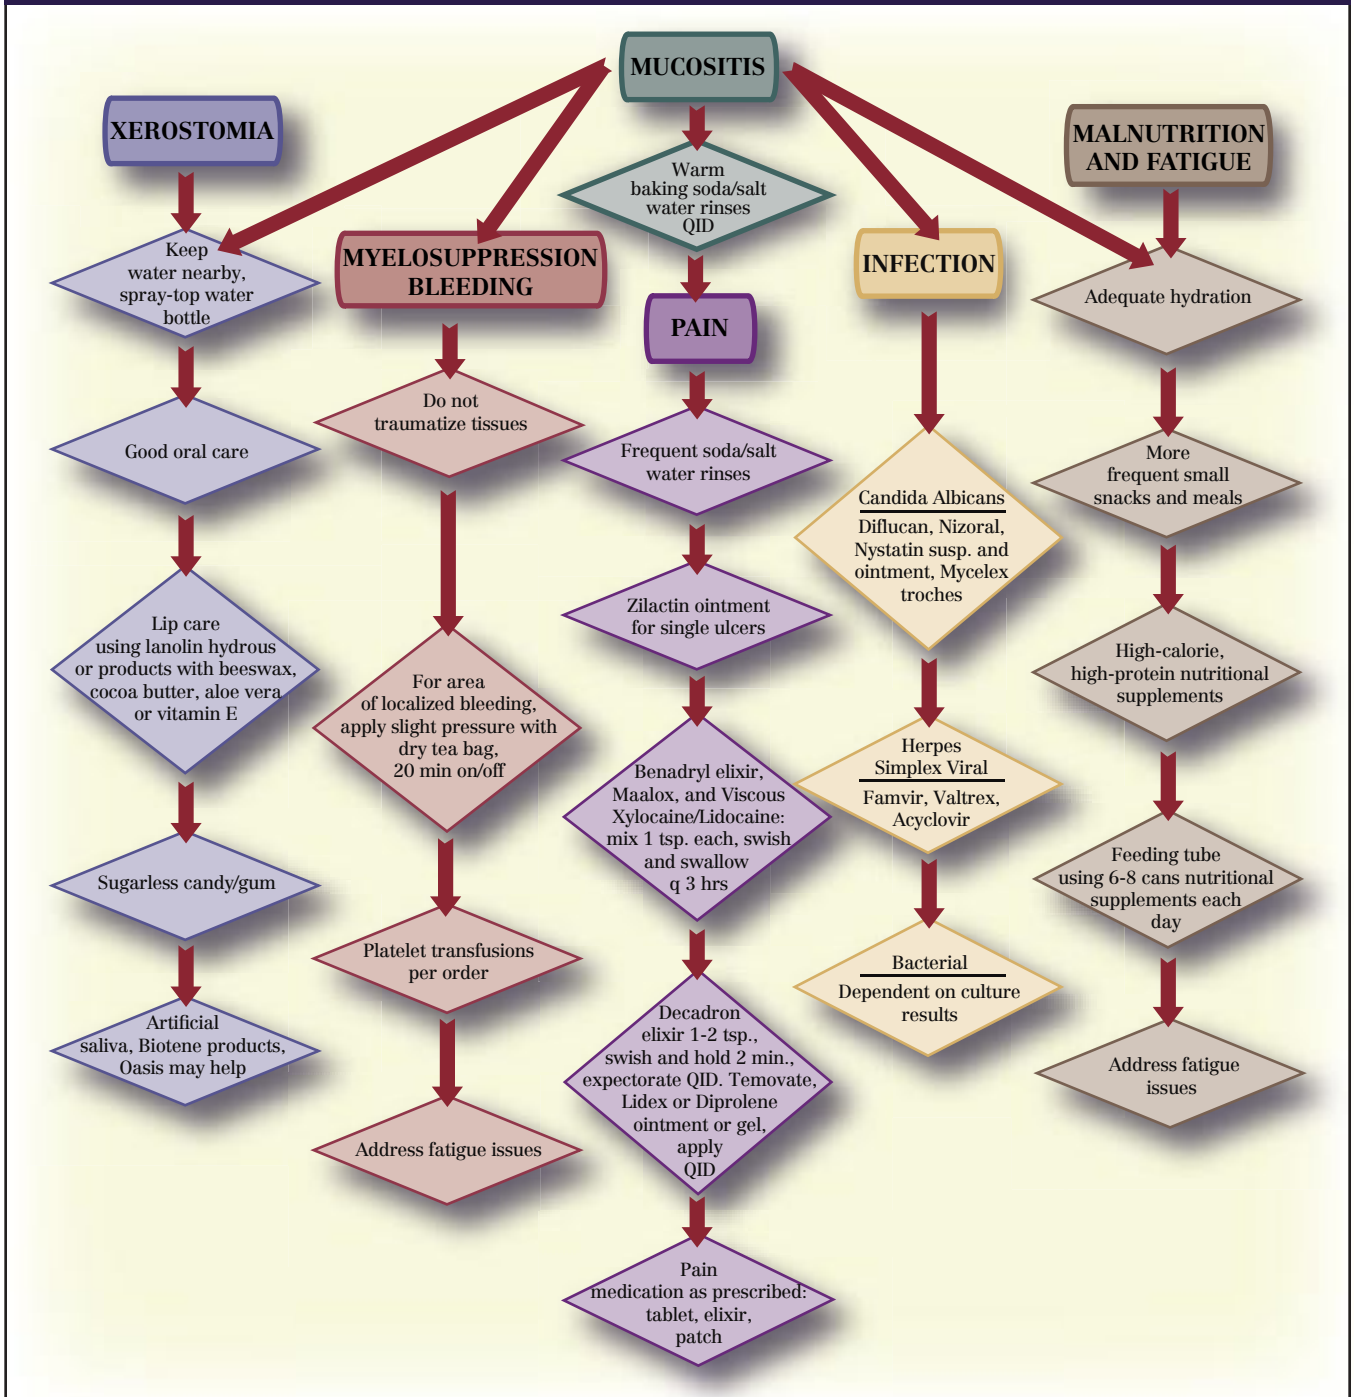 MUCOSITIS
Warm
baking soda/salt
water rinses
QID
XEROSTOMIA
Keep
water nearby,
spray-top water
bottle
Good oral care
Lip care
using lanolin hydrous
or products with beeswax,
cocoa butter, aloe vera
or vitamin E
Sugarless candy/gum
Artificial
saliva, Biotene products,
Oasis may help
MYELOSUPPRESSION
BLEEDING
Do not
traumatize tissues
For area
of localized bleeding,
apply slight pressure with
dry tea bag,
20 min on/off
Platelet transfusions
per order
Address fatigue issues
PAIN
Frequent soda/salt
water rinses
Zilactin ointment
for single ulcers
Benadryl elixir,
Maalox, and Viscous
Xylocaine/Lidocaine:
mix 1 tsp. each, swish
and swallow
q 3 hrs
Decadron
elixir 1-2 tsp.,
swish and hold 2 min.,
expectorate QID. Temovate,
Lidex or Diprolene
ointment or gel,
apply
QID
Pain
medication as prescribed:
tablet, elixir,
patch
INFECTION
Candida Albicans
Diflucan, Nizoral,
Nystatin susp. and
ointment, Mycelex
troches
Herpes
Simplex Viral
Famvir, Valtrex,
Acyclovir
Bacterial
Dependent on culture
results
MALNUTRITION
AND FATIGUE
Adequate hydration
More
frequent small
snacks and meals
High-calorie,
high-protein nutritional
supplements
Feeding tube
using 6-8 cans nutritional
supplements each
day
Address fatigue
issues